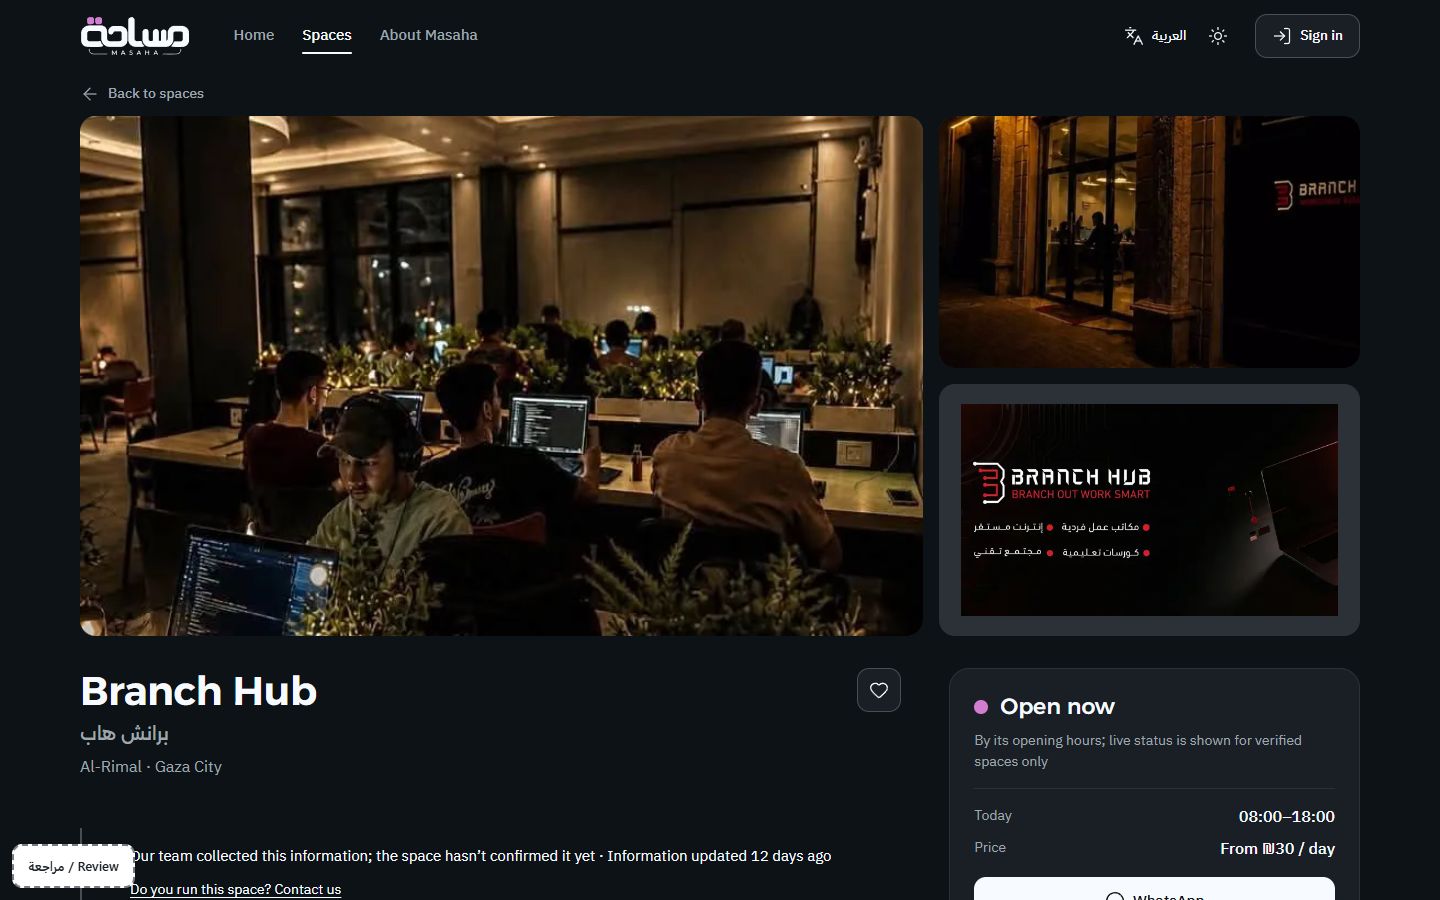 مساحة
MASAHA
Home
Spaces
About Masaha
العربية
Sign in
Back to spaces
BRANCH
BRANCH HUB
BRANCH OUT WORK SMART
مكاتب عمل فردية
إنترنت مستقر
كورسات تعليمية
مجتمع تقني
Branch Hub
برانش هاب
Al-Rimal · Gaza City
Open now
By its opening hours; live status is shown for verified
spaces only
Today
08:00–18:00
Price
From ₪30 / day
WhatsApp
Our team collected this information; the space hasn’t confirmed it yet · Information updated 12 days ago
Do you run this space? Contact us
مراجعة / Review